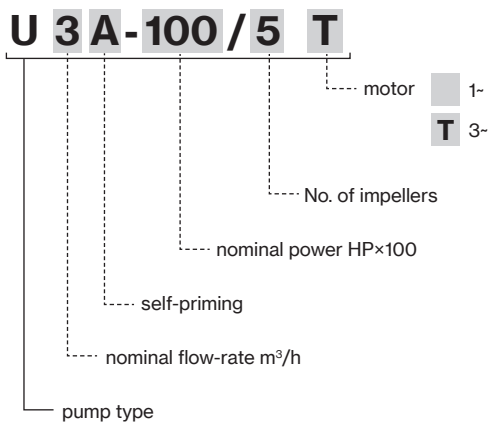 U 3 A - 100 / 5 T
motor 1~
T 3~
No. of impellers
nominal power HP×100
self-priming
nominal flow-rate m³/h
pump type